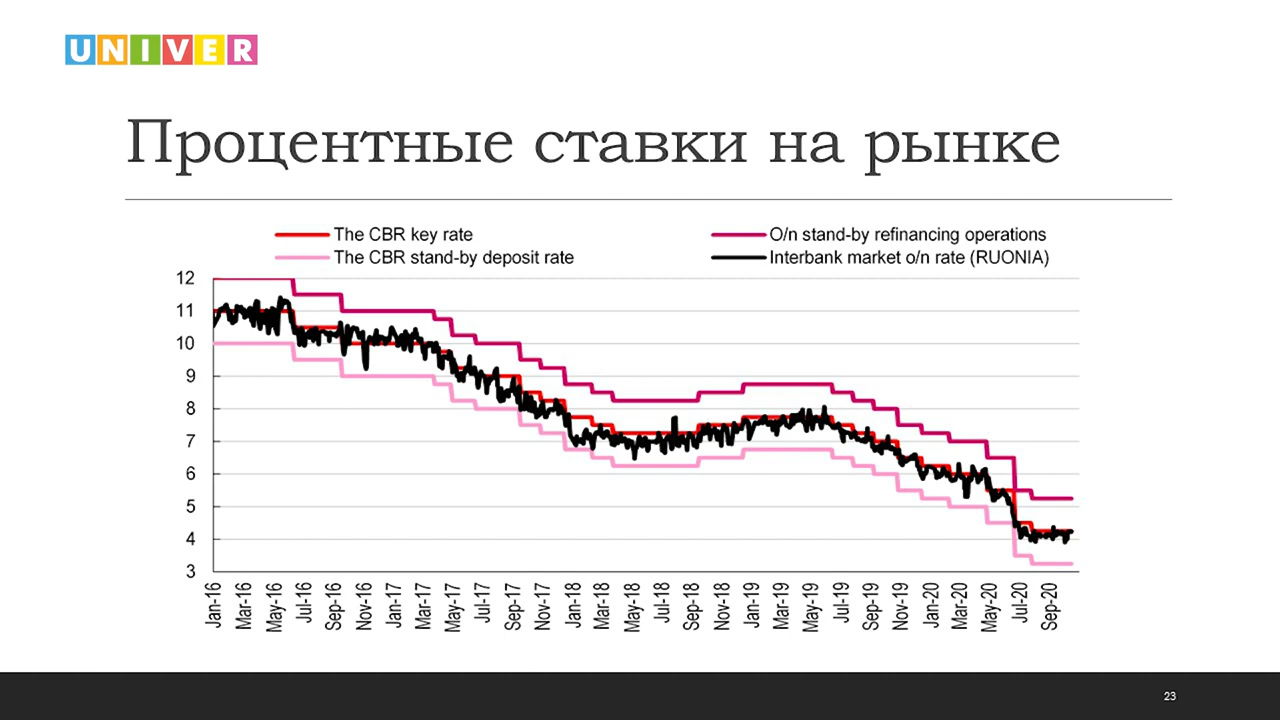 UNIVER
Процентные ставки на рынке
The CBR key rate
O/n stand-by refinancing operations
The CBR stand-by deposit rate
Interbank market o/n rate (RUONIA)
12
11
10
9
8
7
6
5
4
3
Jan-16 Mar-16 May-16 Jul-16 Sep-16 Nov-16 Jan-17 Mar-17 May-17 Jul-17 Sep-17 Nov-17 Jan-18 Mar-18 May-18 Jul-18 Sep-18 Nov-18 Jan-19 Mar-19 May-19 Jul-19 Sep-19 Nov-19 Jan-20 Mar-20 May-20 Jul-20 Sep-20
23